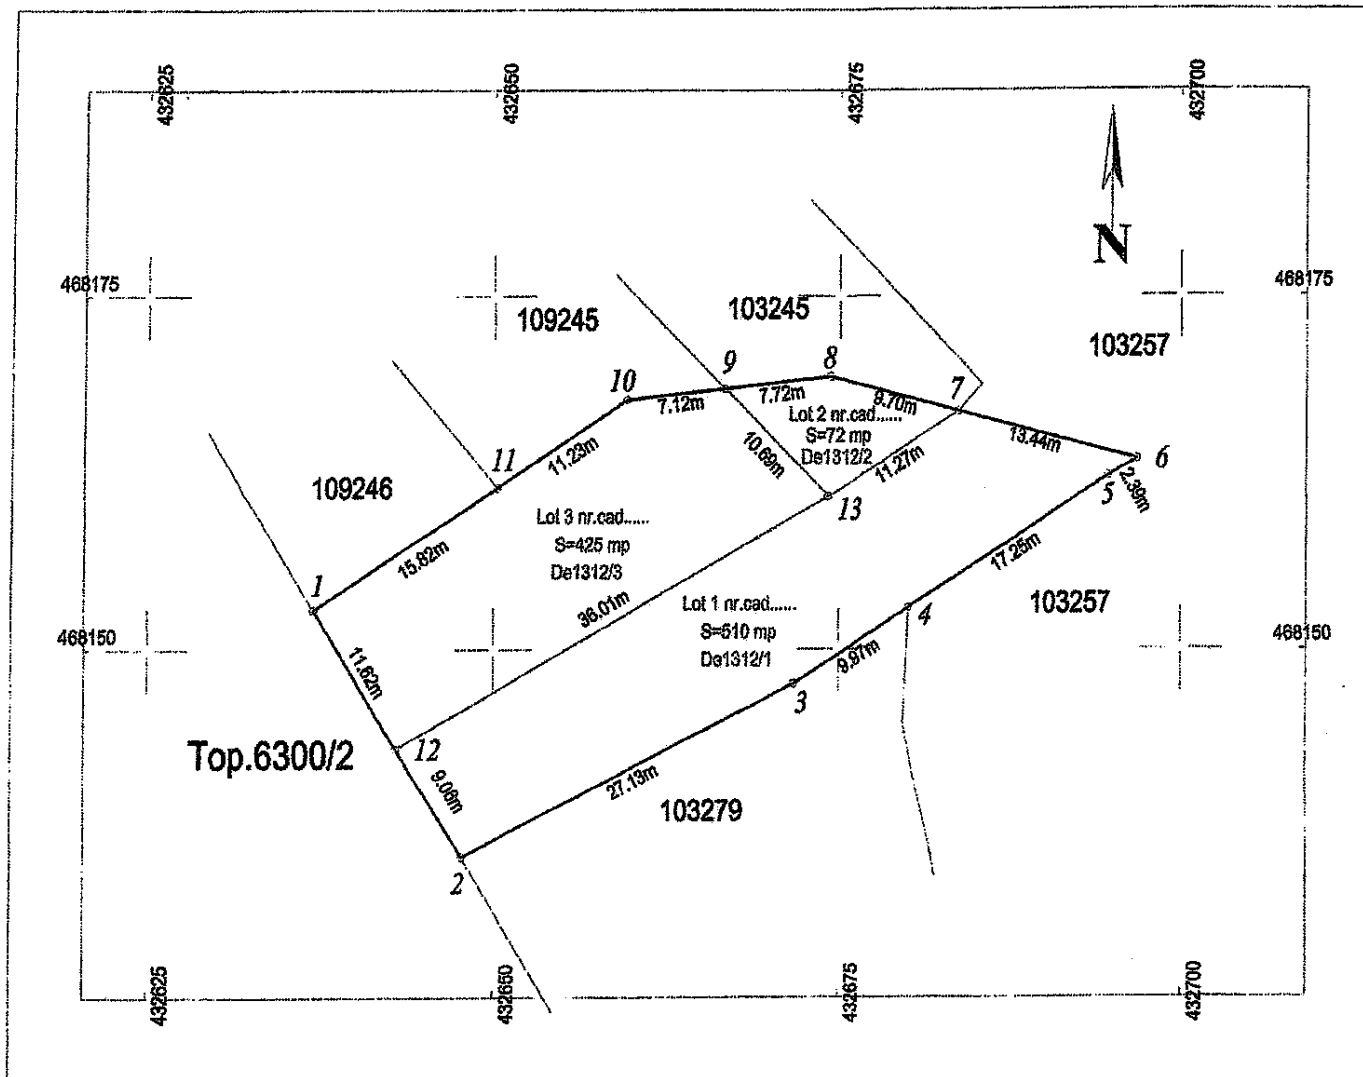 432625
432650
432675
432700
N
468175
468175
109245
103245
103257
8
9
7
10
7.12m
7.72m
9.70m
Lot 2 nr.cad......
S=72 mp
De1312/2
13.44m
6
5
2.39m
11
11.23m
10.69m
11.27m
109246
13
Lot 3 nr.cad......
S=425 mp
De1312/3
15.82m
17.25m
1
36.01m
Lot 1 nr.cad......
S=510 mp
De1312/1
103257
4
468150
468150
11.62m
9.97m
3
12
Top.6300/2
9.06m
27.13m
103279
2
432625
432650
432675
432700